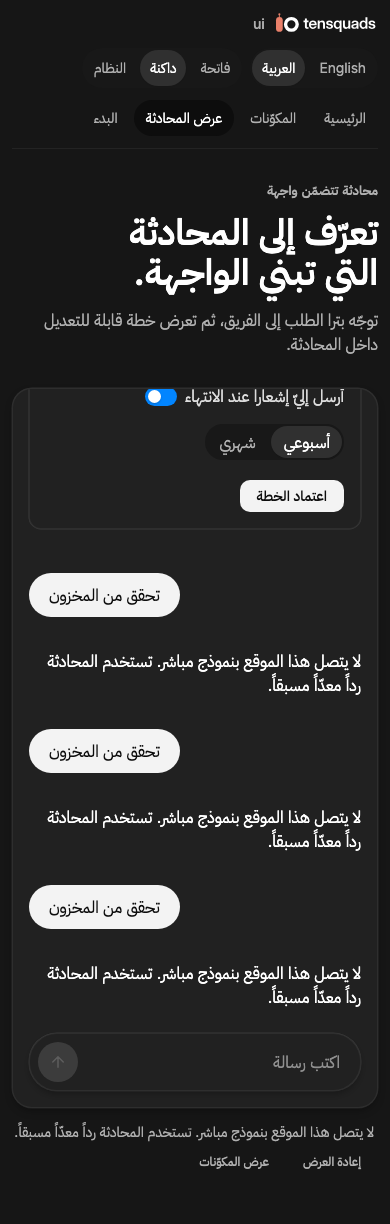 tensquads ui
English العربية فاتحة داكنة النظام
الرئيسية المكوّنات عرض المحادثة البدء
محادثة تتضمّن واجهة
تعرّف إلى المحادثة
التي تبني الواجهة.
توجّه بترا الطلب إلى الفريق، ثم تعرض خطة قابلة للتعديل
داخل المحادثة.
أرسل إليّ إشعارا عند الانتهاء
أسبوعي شهري
اعتماد الخطة
تحقق من المخزون
لا يتصل هذا الموقع بنموذج مباشر. تستخدم المحادثة
رداً معدّاً مسبقاً.
تحقق من المخزون
لا يتصل هذا الموقع بنموذج مباشر. تستخدم المحادثة
رداً معدّاً مسبقاً.
تحقق من المخزون
لا يتصل هذا الموقع بنموذج مباشر. تستخدم المحادثة
رداً معدّاً مسبقاً.
اكتب رسالة
لا يتصل هذا الموقع بنموذج مباشر. تستخدم المحادثة رداً معدّاً مسبقاً.
إعادة العرض عرض المكوّنات